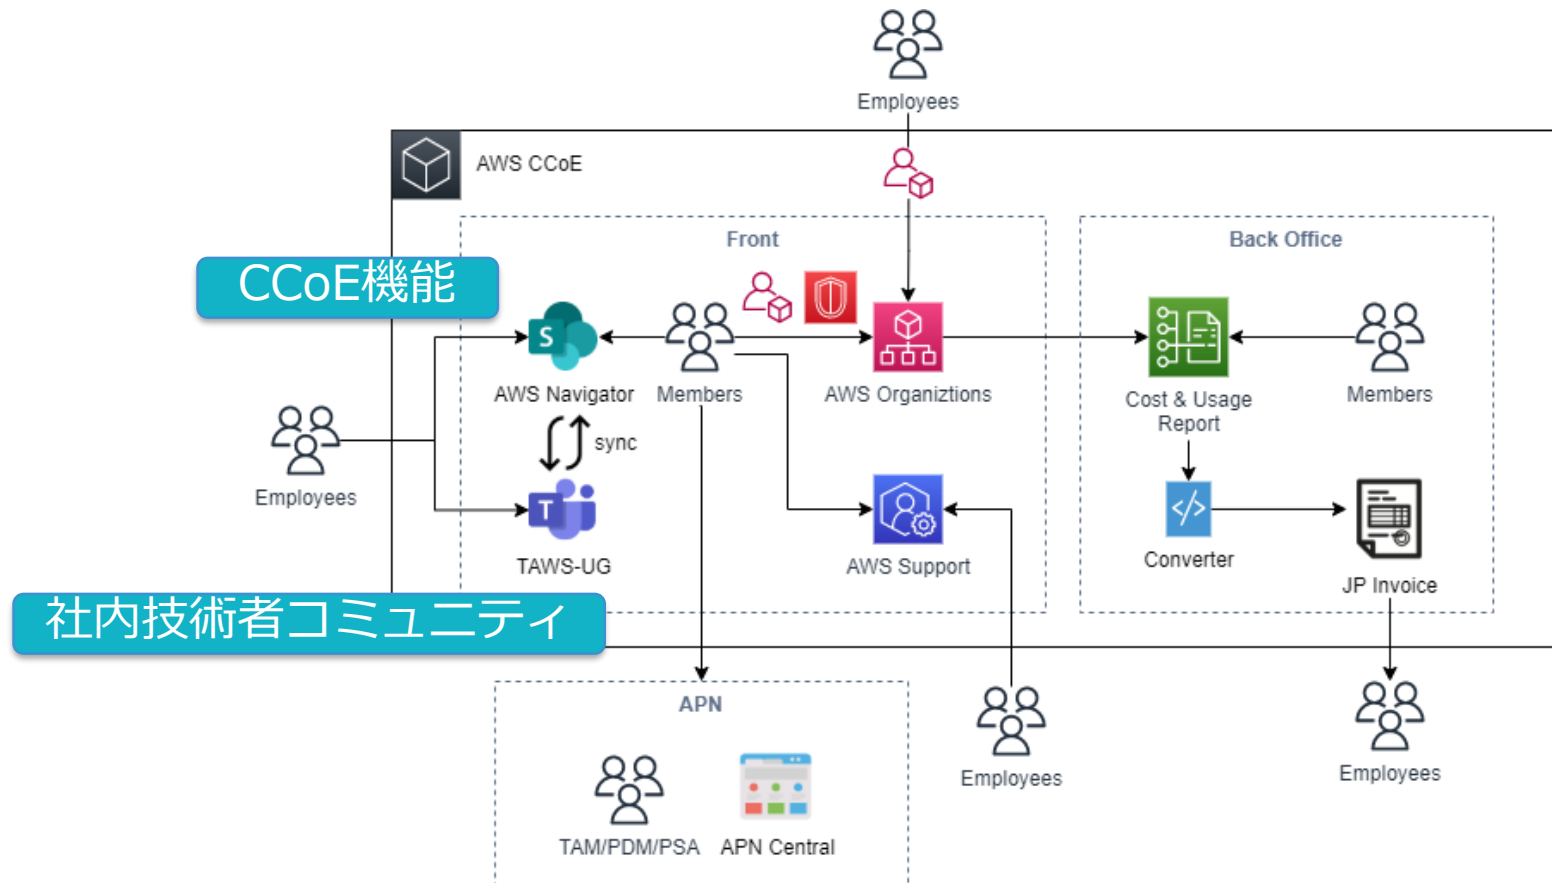 Employees
AWS CCoE
Front
Back Office
CCoE機能
S
AWS Navigator
Members
AWS Organiztions
Cost & Usage
Report
Members
sync
Employees
T
TAWS-UG
AWS Support
</>
Converter
JP Invoice
社内技術者コミュニティ
APN
Employees
Employees
TAM/PDM/PSA
APN Central